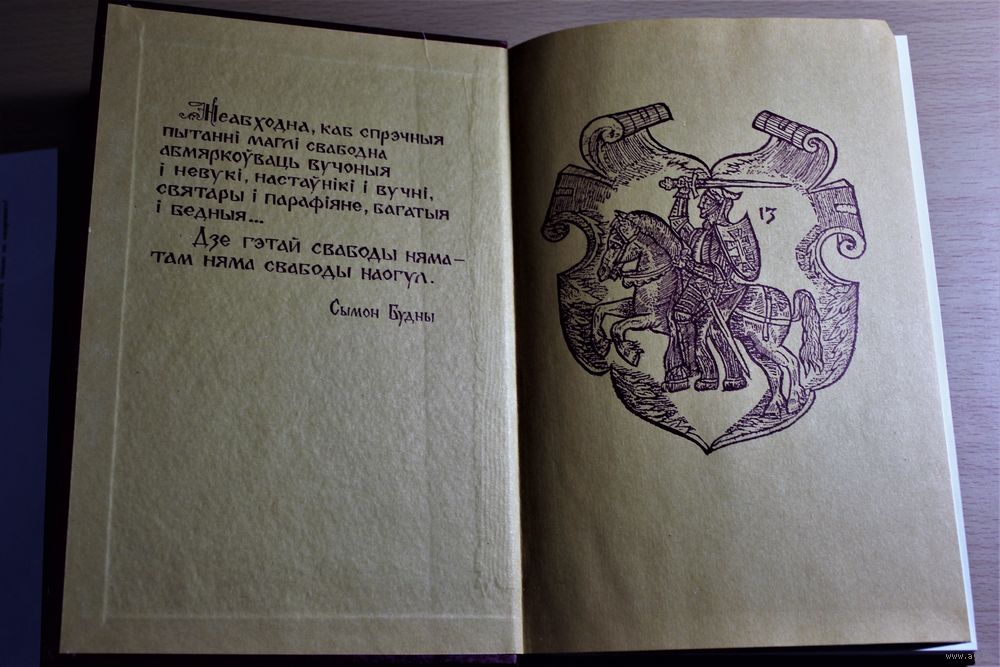 Неабходна, каб спрэчныя
пытанні маглі свабодна
абмяркоўваць вучоныя
і невукі, настаўнікі і вучні,
святары і парафіяне, багатыя
і бедныя...
Дзе гэтай свабоды няма—
там няма свабоды наогул.
Сымон Будны
13